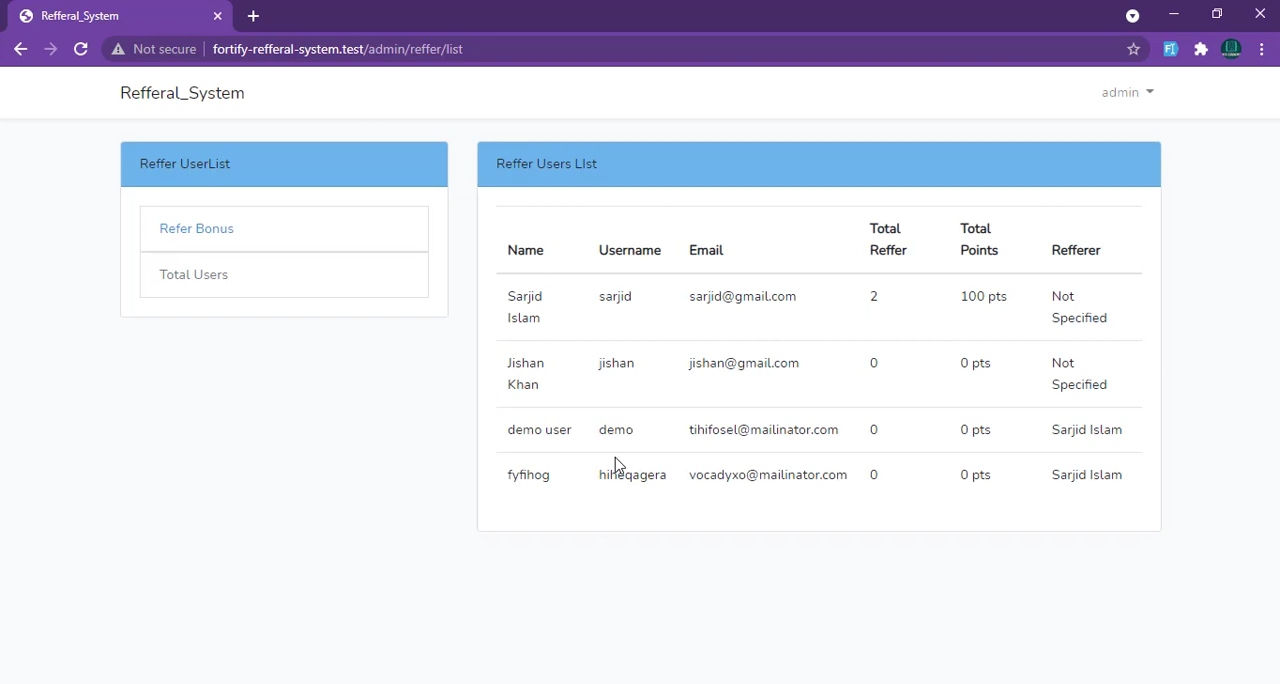 Refferal_System
Not secure | fortify-refferal-system.test/admin/reffer/list
Refferal_System
admin
Reffer UserList
Refer Bonus
Total Users
Reffer Users LIst
Name Username Email Total Reffer Total Points Refferer
Sarjid Islam sarjid sarjid@gmail.com 2 100 pts Not Specified
Jishan Khan jishan jishan@gmail.com 0 0 pts Not Specified
demo user demo tihifosel@mailinator.com 0 0 pts Sarjid Islam
fyfihog hiheqagera vocadyxo@mailinator.com 0 0 pts Sarjid Islam